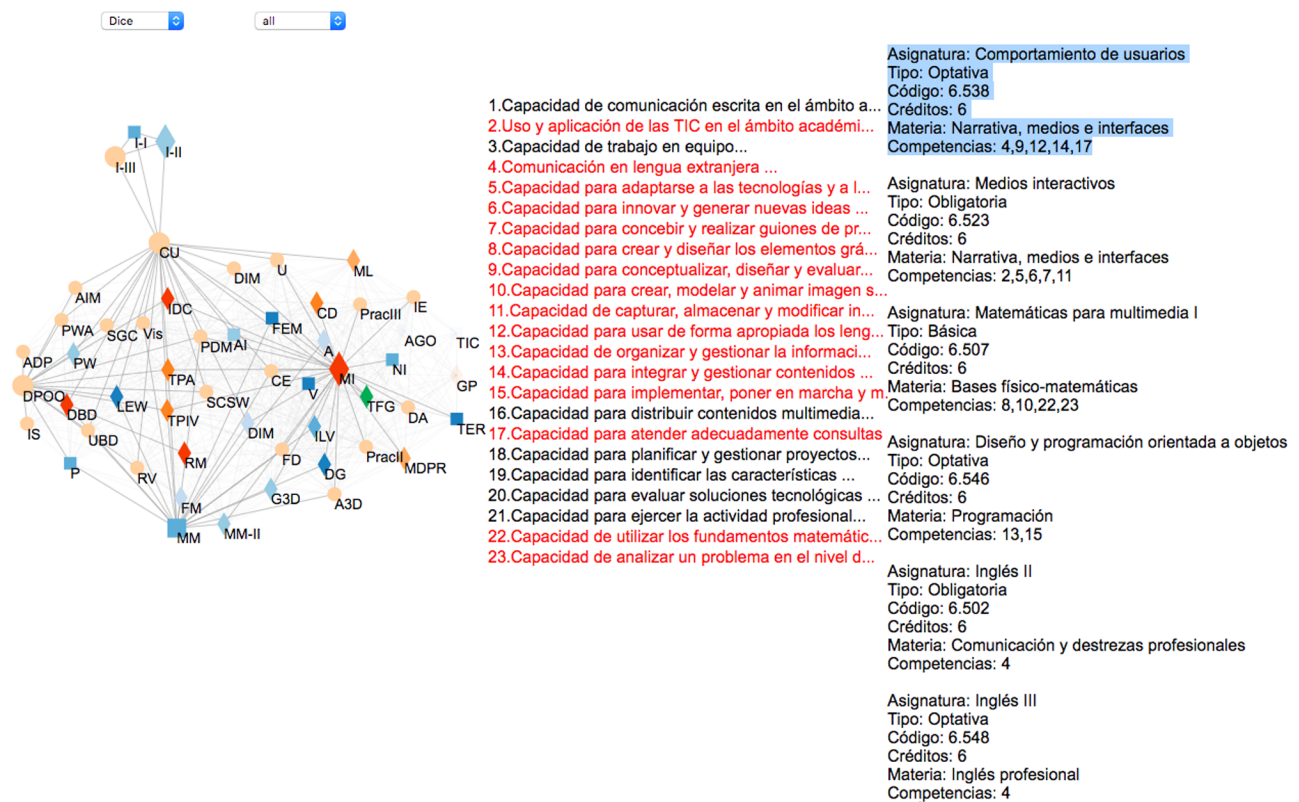 Dice
all
I-I
I-II
I-III
CU
DIM
U
ML
AIM
IDC
CD
PracIII
IE
PWA
SGC
Vis
FEM
PDM
AI
A
AGO
TIC
ADP
PW
TPA
CE
MI
NI
GP
DPOO
DBD
LEW
TPIV
SCSW
V
TFG
DA
TER
IS
UBD
DIM
ILV
P
RV
RM
FD
PracII
MDPR
DG
FM
G3D
A3D
MM
MM-II
1.Capacidad de comunicación escrita en el ámbito a...
2.Uso y aplicación de las TIC en el ámbito académi...
3.Capacidad de trabajo en equipo...
4.Comunicación en lengua extranjera ...
5.Capacidad para adaptarse a las tecnologías y a l...
6.Capacidad para innovar y generar nuevas ideas ...
7.Capacidad para concebir y realizar guiones de pr...
8.Capacidad para crear y diseñar los elementos grá...
9.Capacidad para conceptualizar, diseñar y evaluar...
10.Capacidad para crear, modelar y animar imagen s...
11.Capacidad de capturar, almacenar y modificar in...
12.Capacidad para usar de forma apropiada los leng...
13.Capacidad de organizar y gestionar la informaci...
14.Capacidad para integrar y gestionar contenidos ...
15.Capacidad para implementar, poner en marcha y m.
16.Capacidad para distribuir contenidos multimedia...
17.Capacidad para atender adecuadamente consultas
18.Capacidad para planificar y gestionar proyectos...
19.Capacidad para identificar las características ...
20.Capacidad para evaluar soluciones tecnológicas ...
21.Capacidad para ejercer la actividad profesional...
22.Capacidad de utilizar los fundamentos matemátic...
23.Capacidad de analizar un problema en el nivel d...
Asignatura: Comportamiento de usuarios
Tipo: Optativa
Código: 6.538
Créditos: 6
Materia: Narrativa, medios e interfaces
Competencias: 4,9,12,14,17
Asignatura: Medios interactivos
Tipo: Obligatoria
Código: 6.523
Créditos: 6
Materia: Narrativa, medios e interfaces
Competencias: 2,5,6,7,11
Asignatura: Matemáticas para multimedia I
Tipo: Básica
Código: 6.507
Créditos: 6
Materia: Bases físico-matemáticas
Competencias: 8,10,22,23
Asignatura: Diseño y programación orientada a objetos
Tipo: Optativa
Código: 6.546
Créditos: 6
Materia: Programación
Competencias: 13,15
Asignatura: Inglés II
Tipo: Obligatoria
Código: 6.502
Créditos: 6
Materia: Comunicación y destrezas profesionales
Competencias: 4
Asignatura: Inglés III
Tipo: Optativa
Código: 6.548
Créditos: 6
Materia: Inglés profesional
Competencias: 4